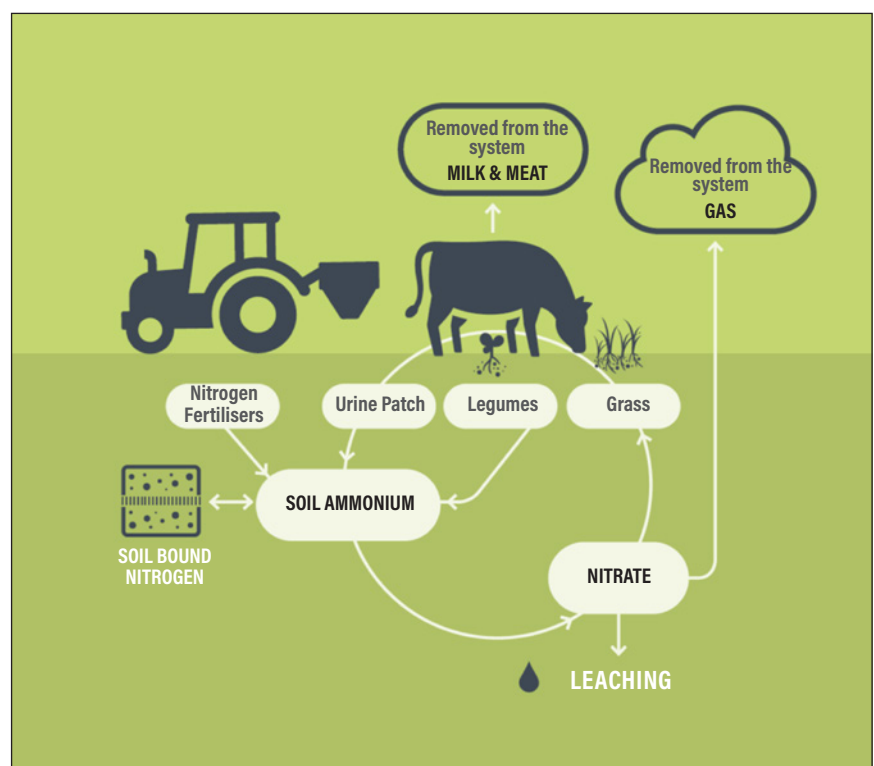 Removed from the
system
MILK & MEAT
Removed from the
system
GAS
Nitrogen
Fertilisers
Urine Patch
Legumes
Grass
SOIL AMMONIUM
SOIL BOUND
NITROGEN
NITRATE
LEACHING